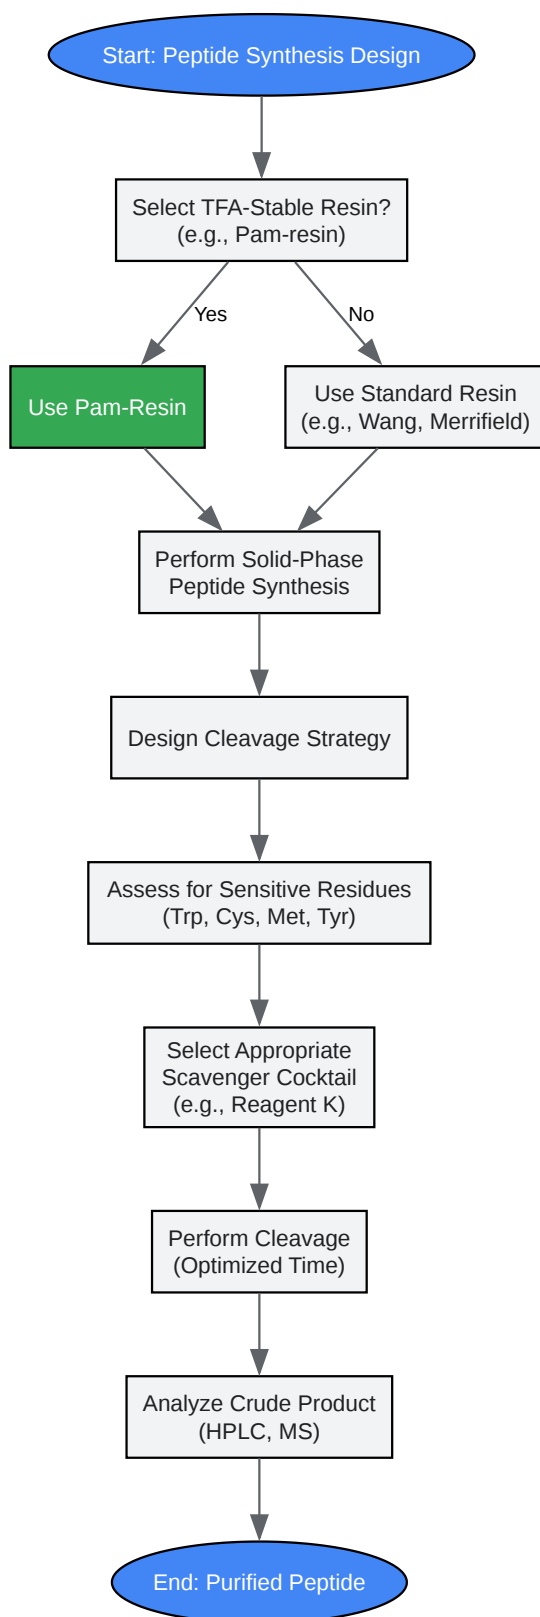 Start: Peptide Synthesis Design
Select TFA-Stable Resin?
(e.g., Pam-resin)
Yes
No
Use Pam-Resin
Use Standard Resin
(e.g., Wang, Merrifield)
Perform Solid-Phase
Peptide Synthesis
Design Cleavage Strategy
Assess for Sensitive Residues
(Trp, Cys, Met, Tyr)
Select Appropriate
Scavenger Cocktail
(e.g., Reagent K)
Perform Cleavage
(Optimized Time)
Analyze Crude Product
(HPLC, MS)
End: Purified Peptide